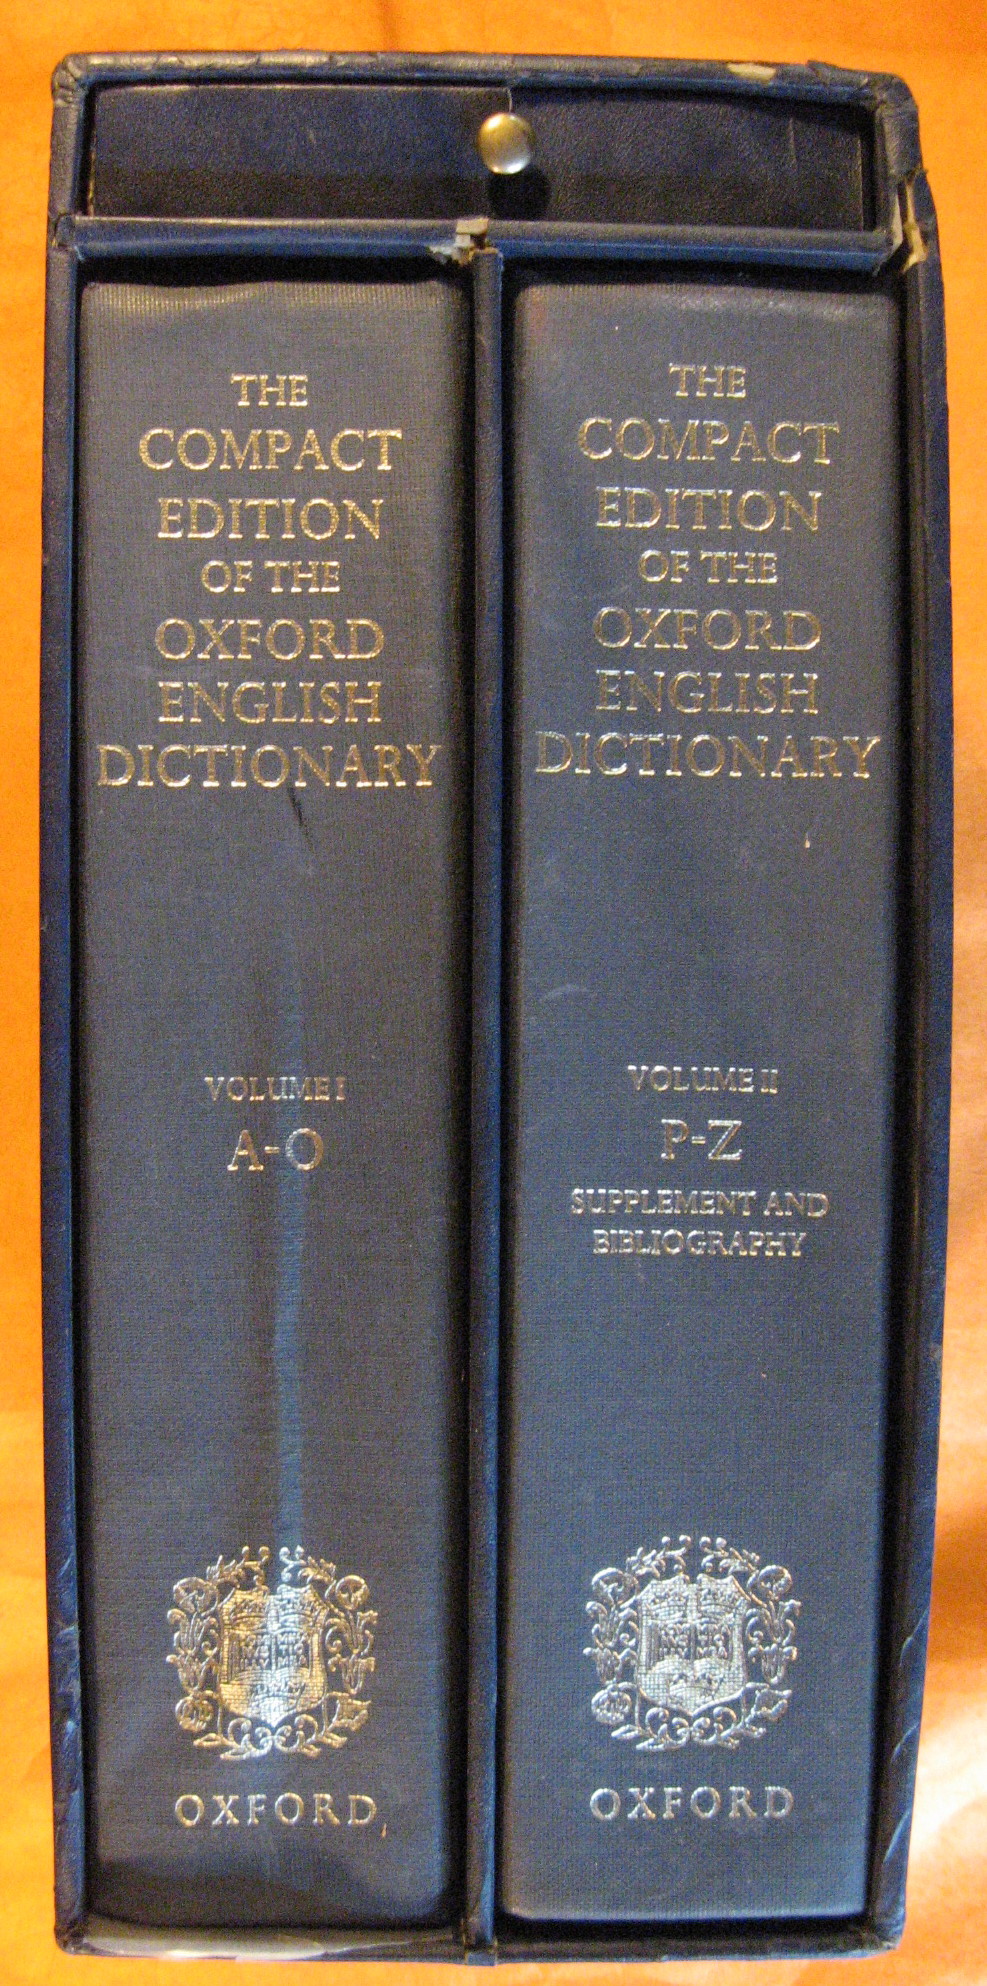 THE
COMPACT
EDITION
OF THE
OXFORD
ENGLISH
DICTIONARY
VOLUME I
A-O
OXFORD
THE
COMPACT
EDITION
OF THE
OXFORD
ENGLISH
DICTIONARY
VOLUME II
P-Z
SUPPLEMENT AND
BIBLIOGRAPHY
OXFORD